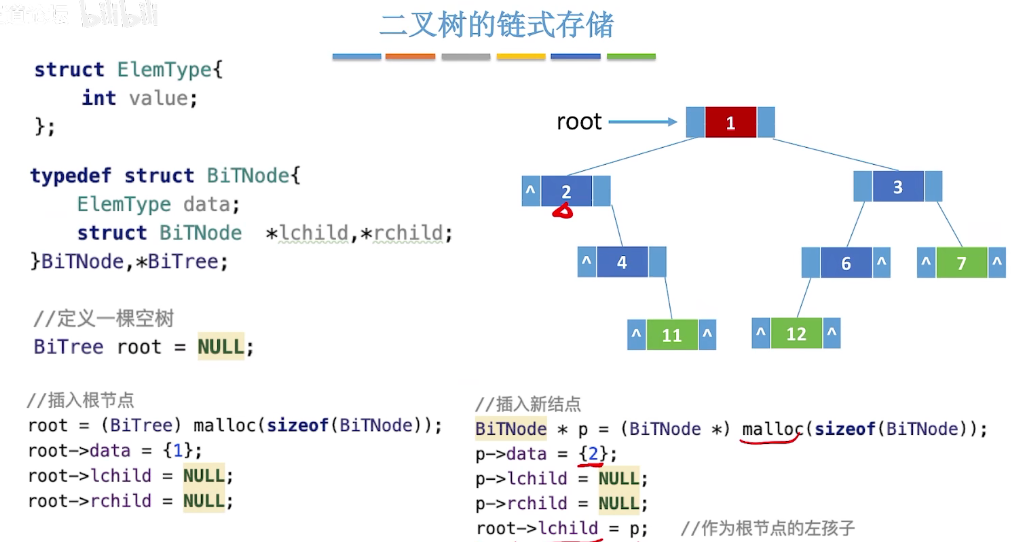 bilibili
二叉树的链式存储
struct ElemType{
int value;
};
typedef struct BiTNode{
ElemType data;
struct BiTNode *lchild,*rchild;
}BiTNode,*BiTree;
//定义一棵空树
BiTree root = NULL;
//插入根节点
root = (BiTree) malloc(sizeof(BiTNode));
root->data = {1};
root->lchild = NULL;
root->rchild = NULL;
root
1
^ 2
3
^ 4
6 ^
^ 7 ^
^ 11 ^
^ 12 ^
//插入新结点
BiTNode * p = (BiTNode *) malloc(sizeof(BiTNode));
p->data = {2};
p->lchild = NULL;
p->rchild = NULL;
root->lchild = p; //作为根节点的左孩子